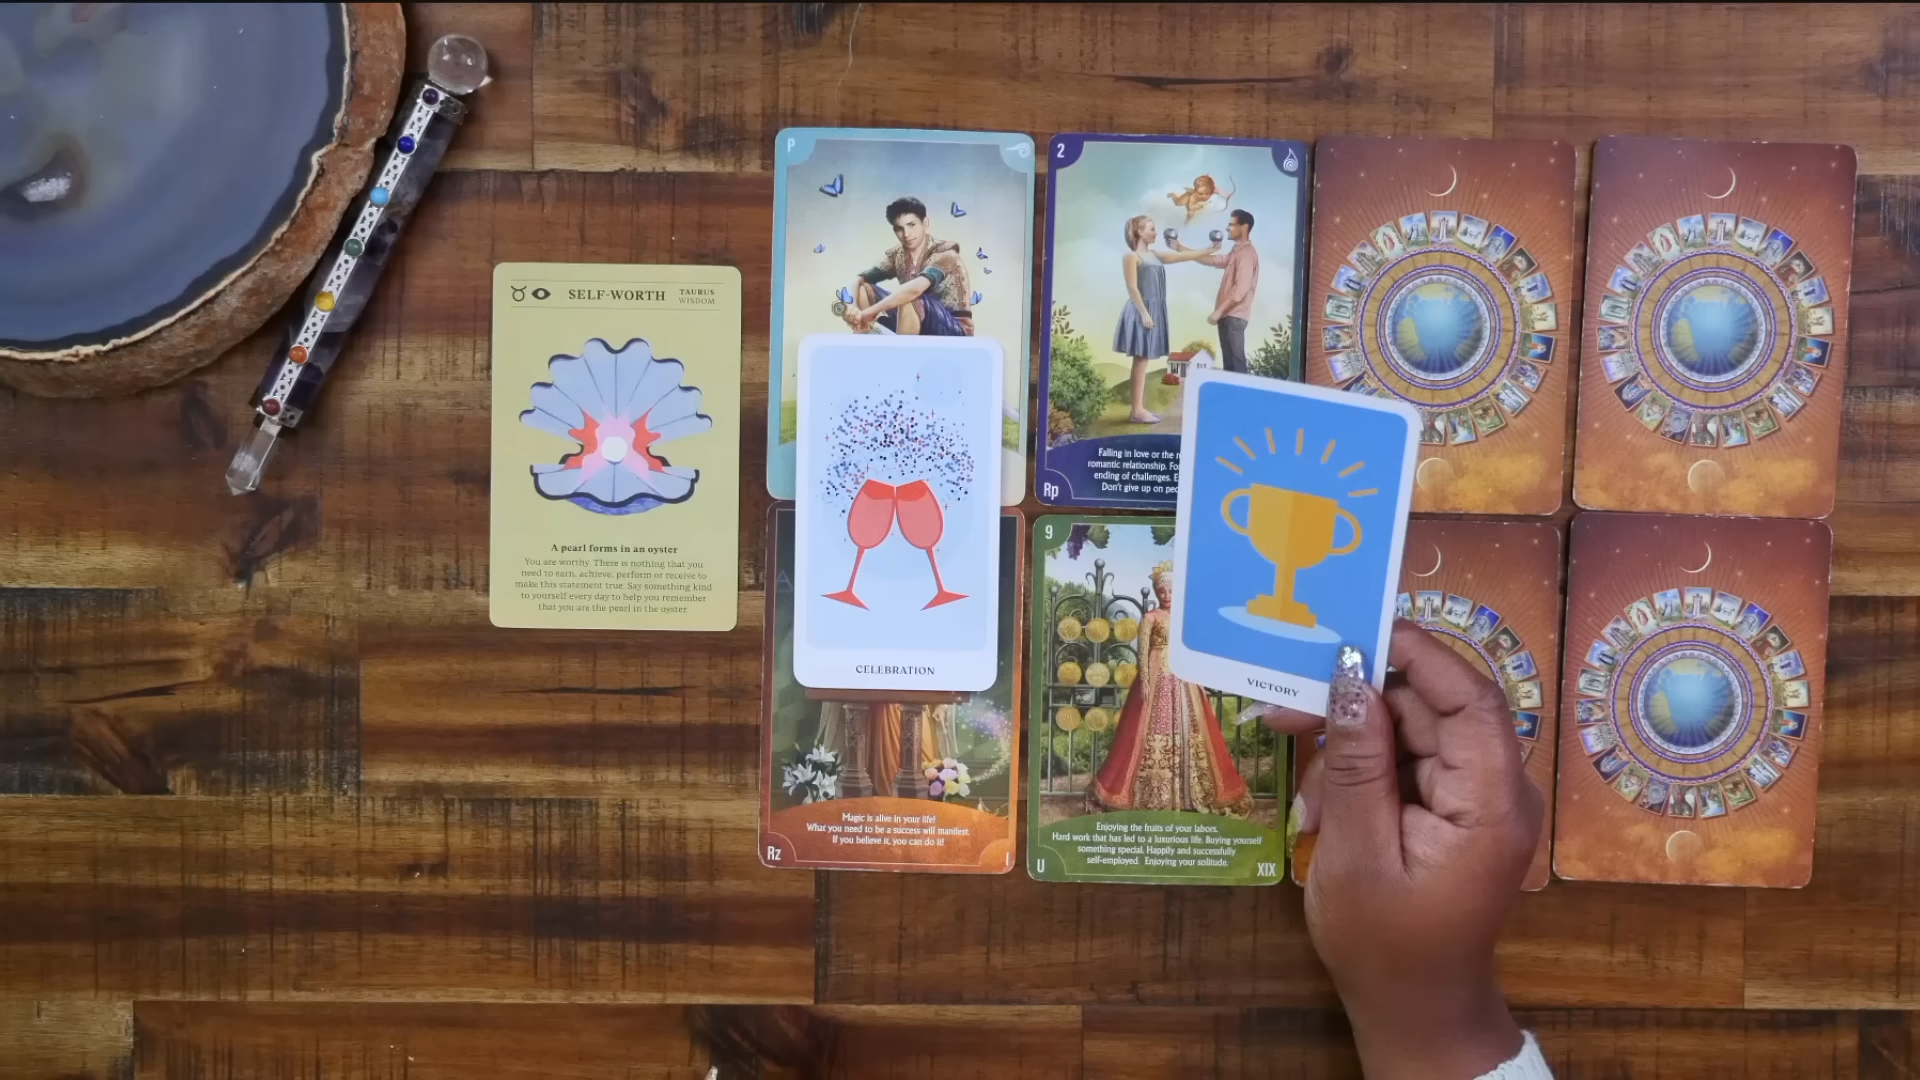 SELF-WORTH
TAURUS
WISDOM
A pearl forms in an oyster
You are worthy. There is nothing that you
need to earn, achieve, perform or receive to
make this statement true. Say something kind
to yourself every day to help you remember
that you are the pearl in the oyster
P
CELEBRATION
Magic is alive in your life!
What you need to be a success will manifest.
If you believe it, you can do it!
Rz
I
2
Falling in love or the
romantic relationship.
ending of challenges.
Don't give up on
Rp
9
VICTORY
Enjoying the fruits of your labors.
Hard work that has led to a luxurious life. Buying yourself
something special. Happily and successfully
self-employed. Enjoying your solitude.
U
XIX